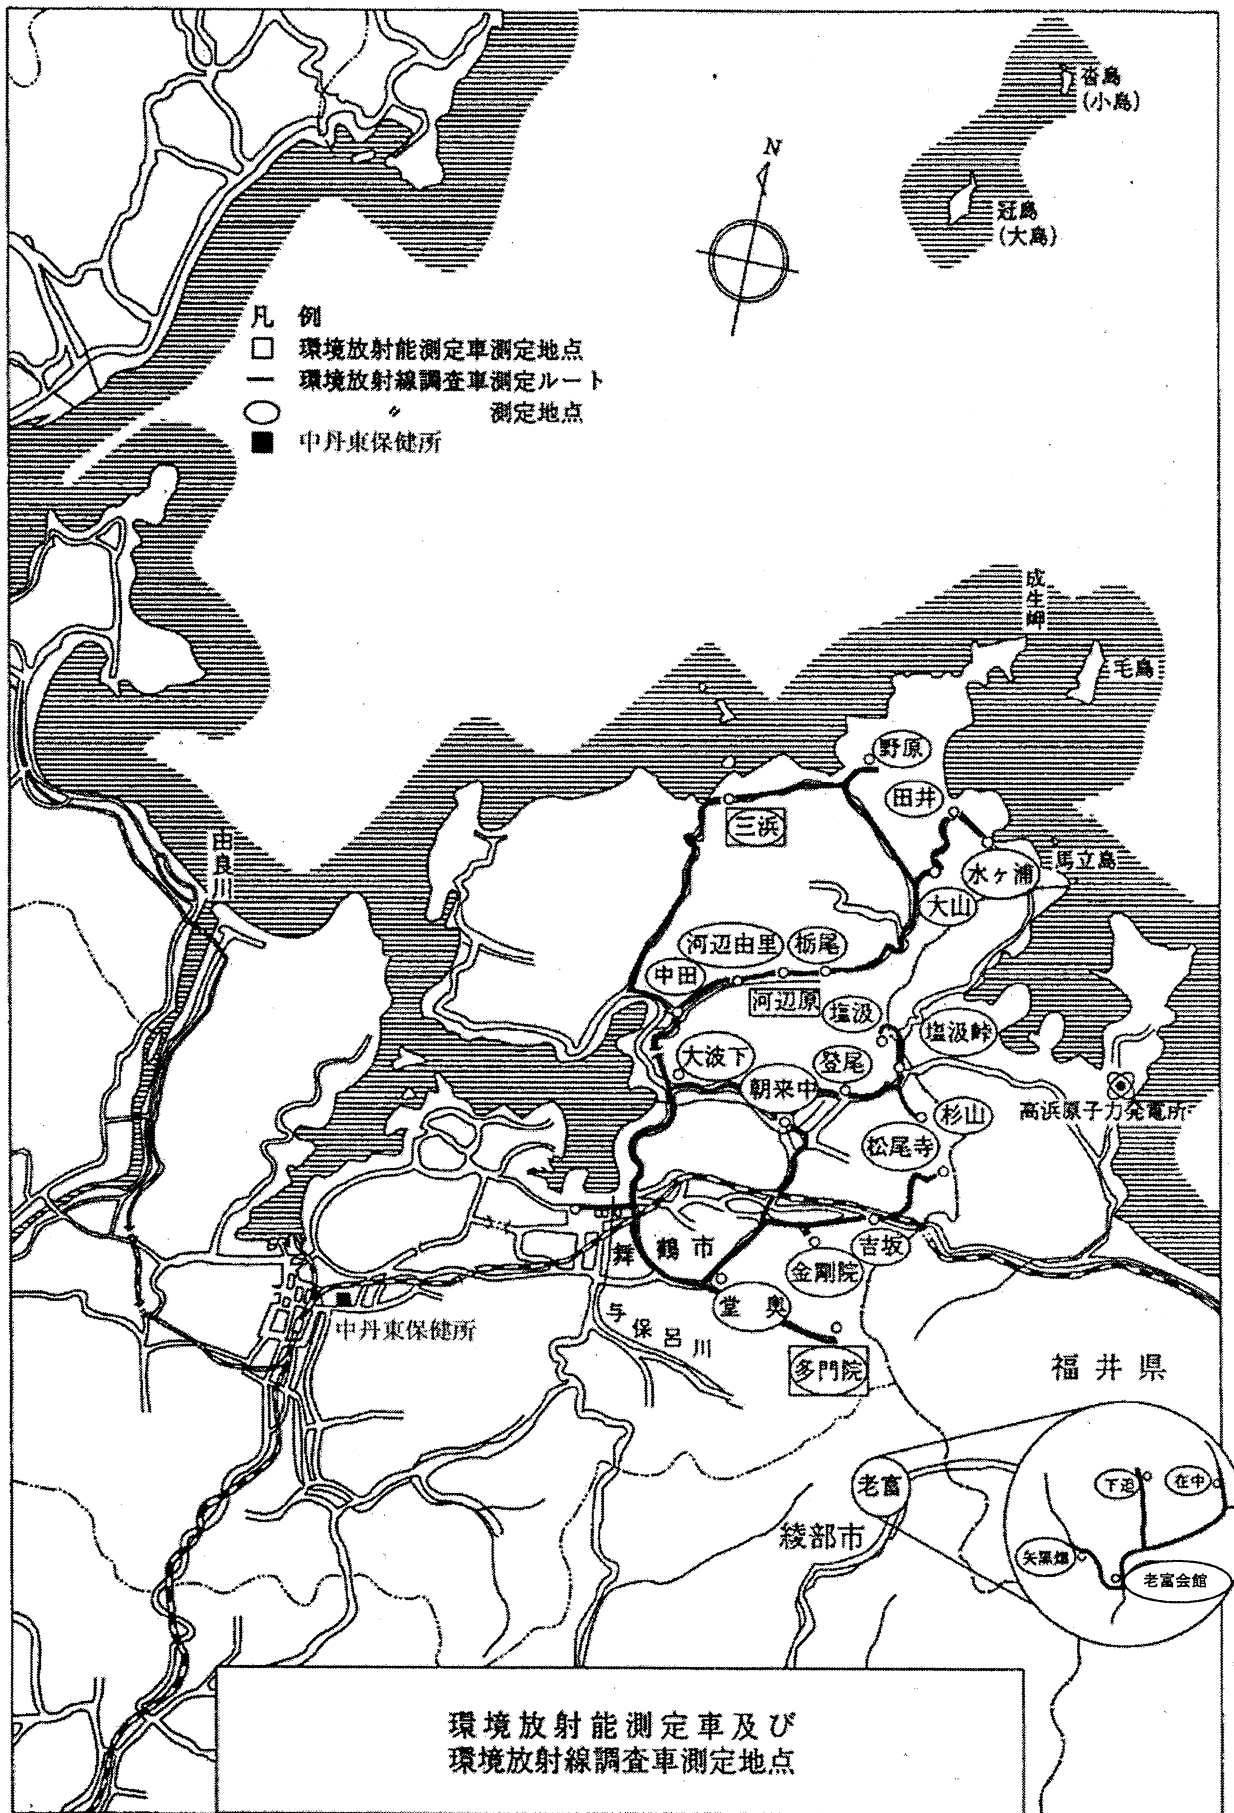 沓島
(小島)
N
冠島
(大島)
凡 例
環境放射能測定車測定地点
環境放射線調査車測定ルート
〃 測定地点
中丹東保健所
成生岬
毛島
野原
田井
三浜
由良川
馬立島
水ヶ浦
大山
河辺由里
栃尾
中田
河辺原
塩汲
塩汲峠
大波下
登尾
朝来中
高浜原子力発電所
杉山
松尾寺
舞鶴市
吉坂
金剛院
堂奥
与保呂川
中丹東保健所
多門院
福井県
老富
下迫
在中
綾部市
老富会館
環境放射能測定車及び
環境放射線調査車測定地点